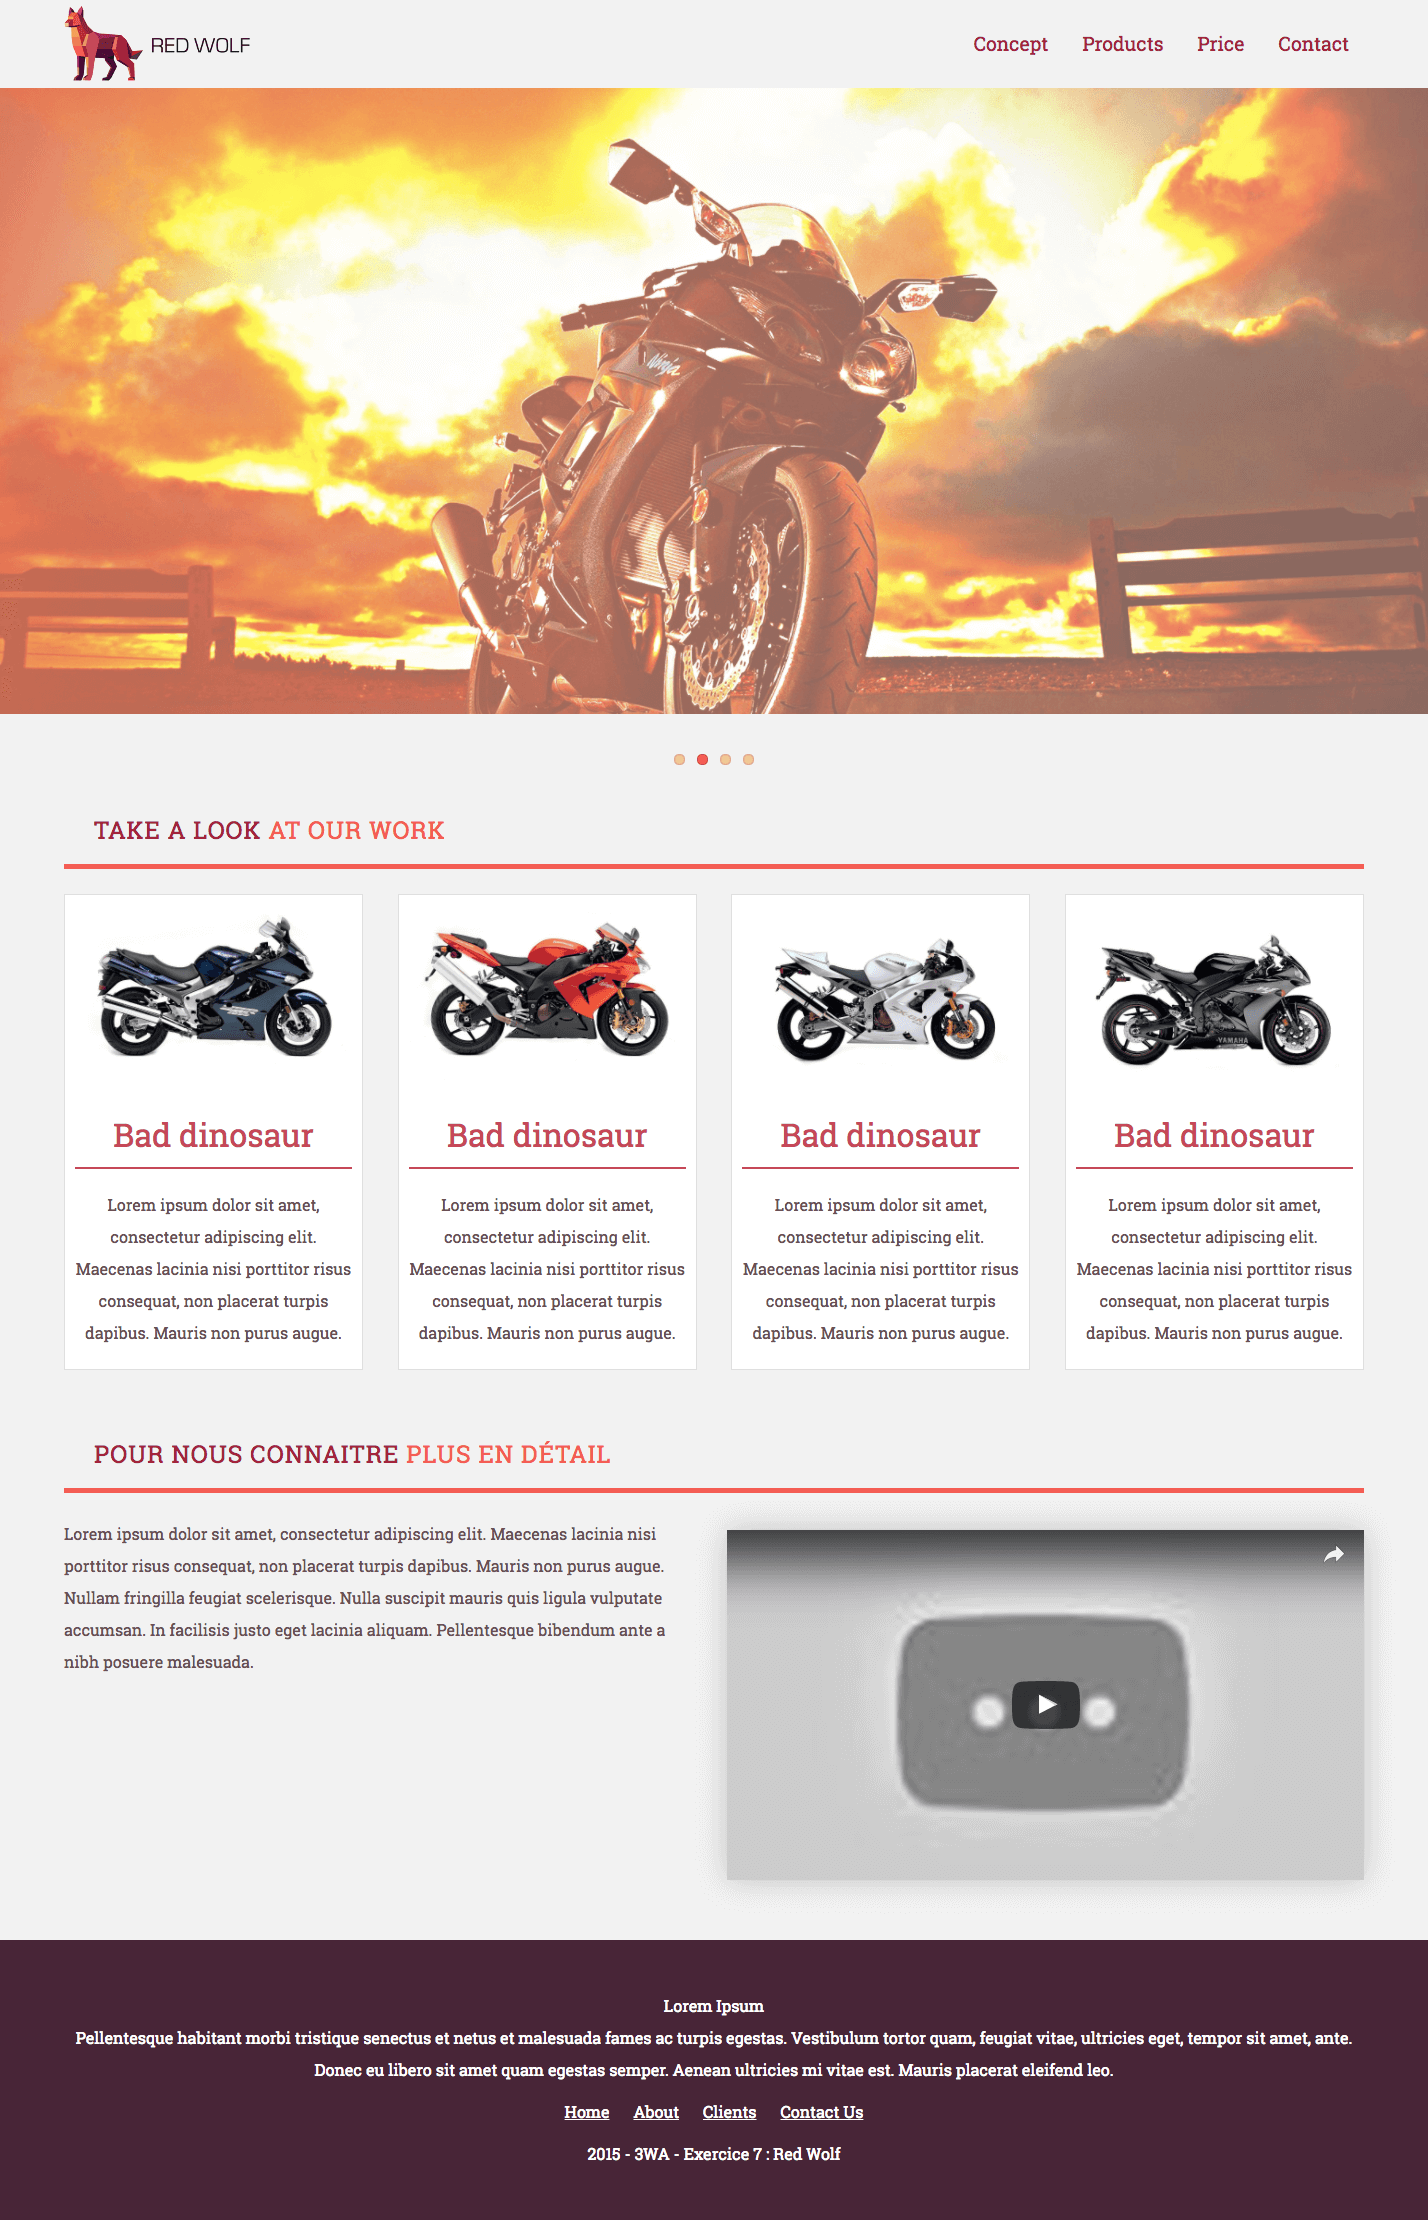 RED WOLF
Concept Products Price Contact
Ninja
TAKE A LOOK AT OUR WORK
YAMAHA
Bad dinosaur
Lorem ipsum dolor sit amet,
consectetur adipiscing elit.
Maecenas lacinia nisi porttitor risus
consequat, non placerat turpis
dapibus. Mauris non purus augue.
Bad dinosaur
Lorem ipsum dolor sit amet,
consectetur adipiscing elit.
Maecenas lacinia nisi porttitor risus
consequat, non placerat turpis
dapibus. Mauris non purus augue.
Bad dinosaur
Lorem ipsum dolor sit amet,
consectetur adipiscing elit.
Maecenas lacinia nisi porttitor risus
consequat, non placerat turpis
dapibus. Mauris non purus augue.
Bad dinosaur
Lorem ipsum dolor sit amet,
consectetur adipiscing elit.
Maecenas lacinia nisi porttitor risus
consequat, non placerat turpis
dapibus. Mauris non purus augue.
POUR NOUS CONNAITRE PLUS EN DÉTAIL
Lorem ipsum dolor sit amet, consectetur adipiscing elit. Maecenas lacinia nisi
porttitor risus consequat, non placerat turpis dapibus. Mauris non purus augue.
Nullam fringilla feugiat scelerisque. Nulla suscipit mauris quis ligula vulputate
accumsan. In facilisis justo eget lacinia aliquam. Pellentesque bibendum ante a
nibh posuere malesuada.
Lorem Ipsum
Pellentesque habitant morbi tristique senectus et netus et malesuada fames ac turpis egestas. Vestibulum tortor quam, feugiat vitae, ultricies eget, tempor sit amet, ante.
Donec eu libero sit amet quam egestas semper. Aenean ultricies mi vitae est. Mauris placerat eleifend leo.
Home About Clients Contact Us
2015 - 3WA - Exercice 7 : Red Wolf